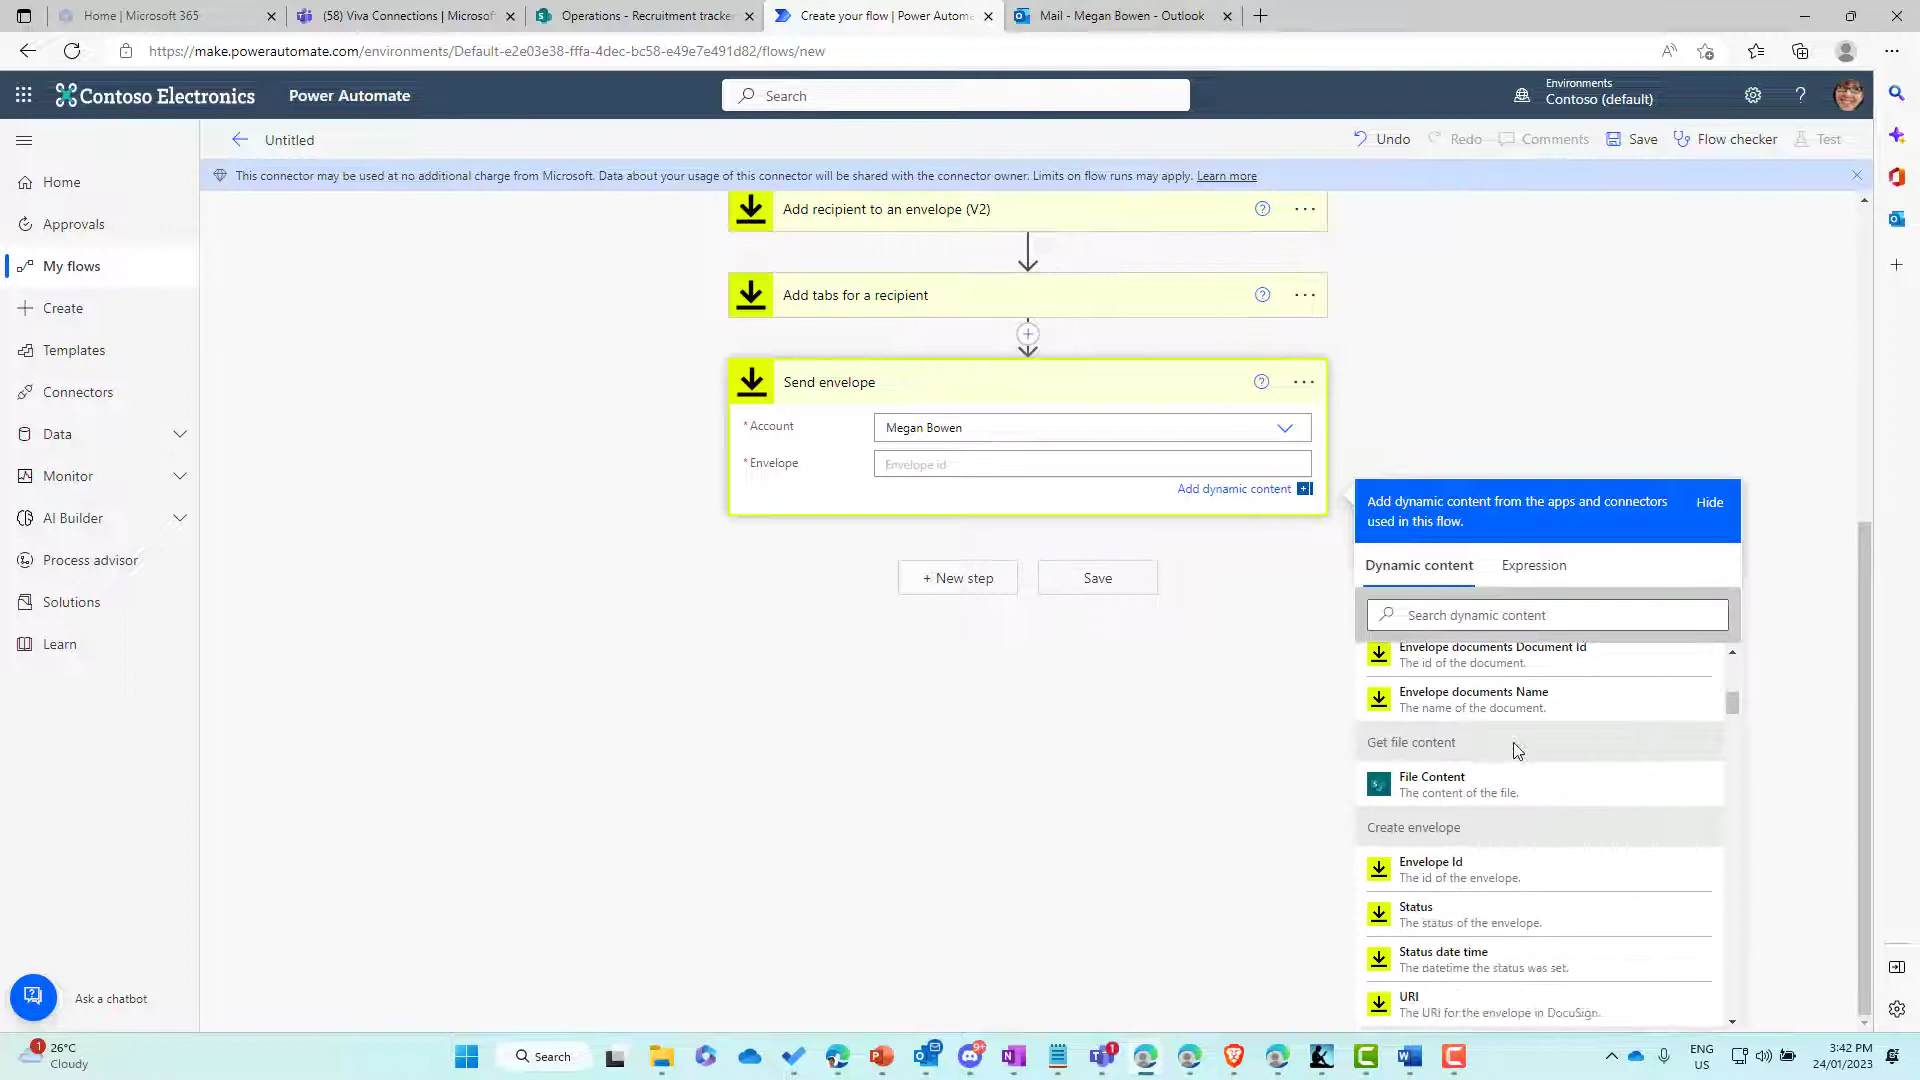 Home | Microsoft 365
(58) Viva Connections | Microsof
Operations - Recruitment tracke
Create your flow | Power Automa
Mail - Megan Bowen - Outlook
https://make.powerautomate.com/environments/Default-e2e03e38-fffa-4dec-bc58-e49e7e491d82/flows/new
Contoso Electronics
Power Automate
Search
Environments
Contoso (default)
Untitled
Undo
Redo
Comments
Save
Flow checker
Test
This connector may be used at no additional charge from Microsoft. Data about your usage of this connector will be shared with the connector owner. Limits on flow runs may apply. Learn more
Home
Approvals
My flows
Create
Templates
Connectors
Data
Monitor
AI Builder
Process advisor
Solutions
Learn
Ask a chatbot
Add recipient to an envelope (V2)
Add tabs for a recipient
Send envelope
* Account
Megan Bowen
* Envelope
Envelope id
Add dynamic content
+ New step
Save
Add dynamic content from the apps and connectors
used in this flow.
Hide
Dynamic content
Expression
Search dynamic content
Envelope documents Document Id
The id of the document.
Envelope documents Name
The name of the document.
Get file content
File Content
The content of the file.
Create envelope
Envelope Id
The id of the envelope.
Status
The status of the envelope.
Status date time
The datetime the status was set.
URI
The URI for the envelope in DocuSign.
1
26°C
Cloudy
Search
9+
1
ENG
US
3:42 PM
24/01/2023